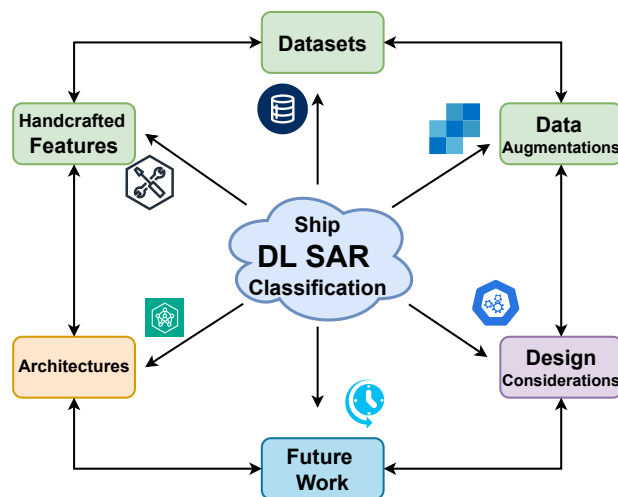 Datasets
Handcrafted
Features
Data
Augmentations
Ship
DL SAR
Classification
Architectures
Design
Considerations
Future
Work